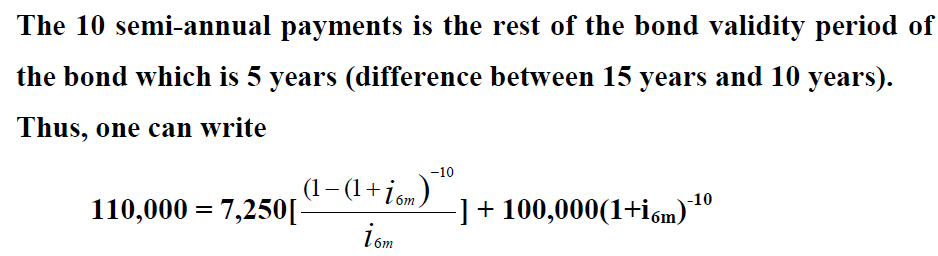 The 10 semi-annual payments is the rest of the bond validity period of
the bond which is 5 years (difference between 15 years and 10 years).
Thus, one can write
110,000 = 7,250[\frac{(1-(1+i_{6m})^{-10}}{i_{6m}}] + 100,000(1+i_{6m})^{-10}